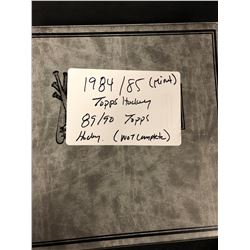 1984/85 (Mint)
Topps Hockey
89/90 Topps
Hockey. (Not Complete)